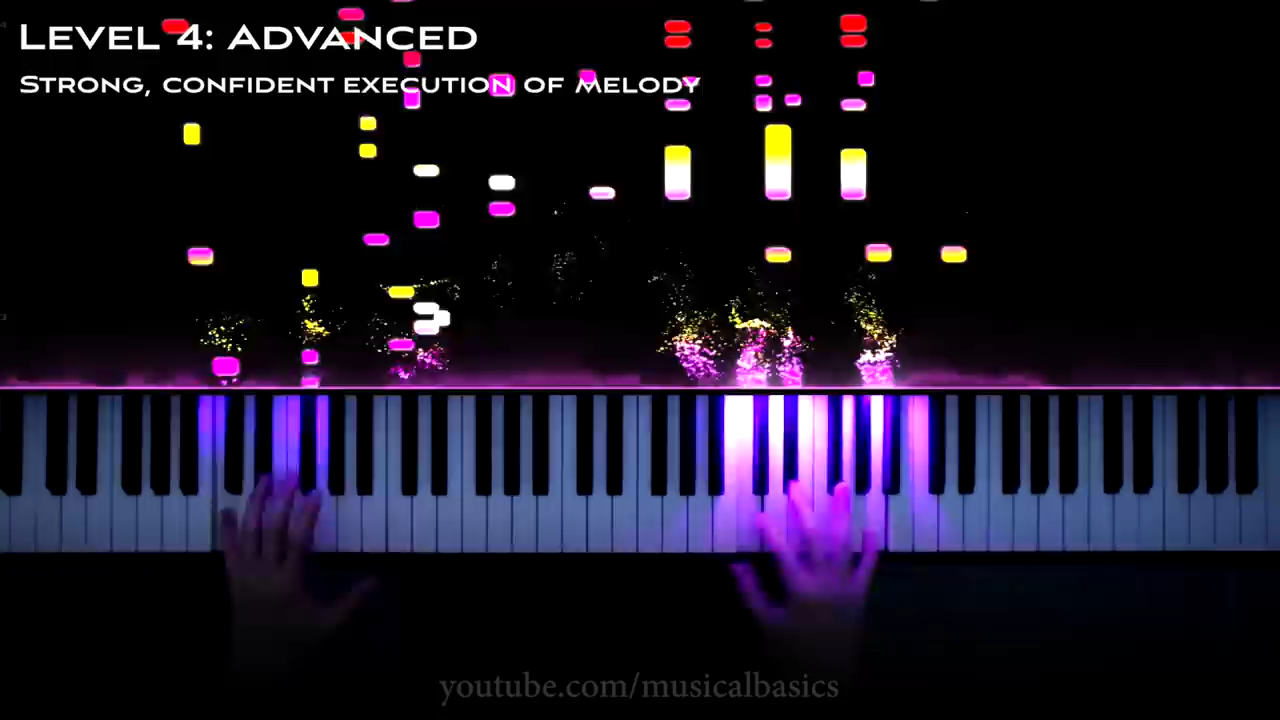 Level 4: Advanced
Strong, confident execution of melody
youtube.com/musicalbasics